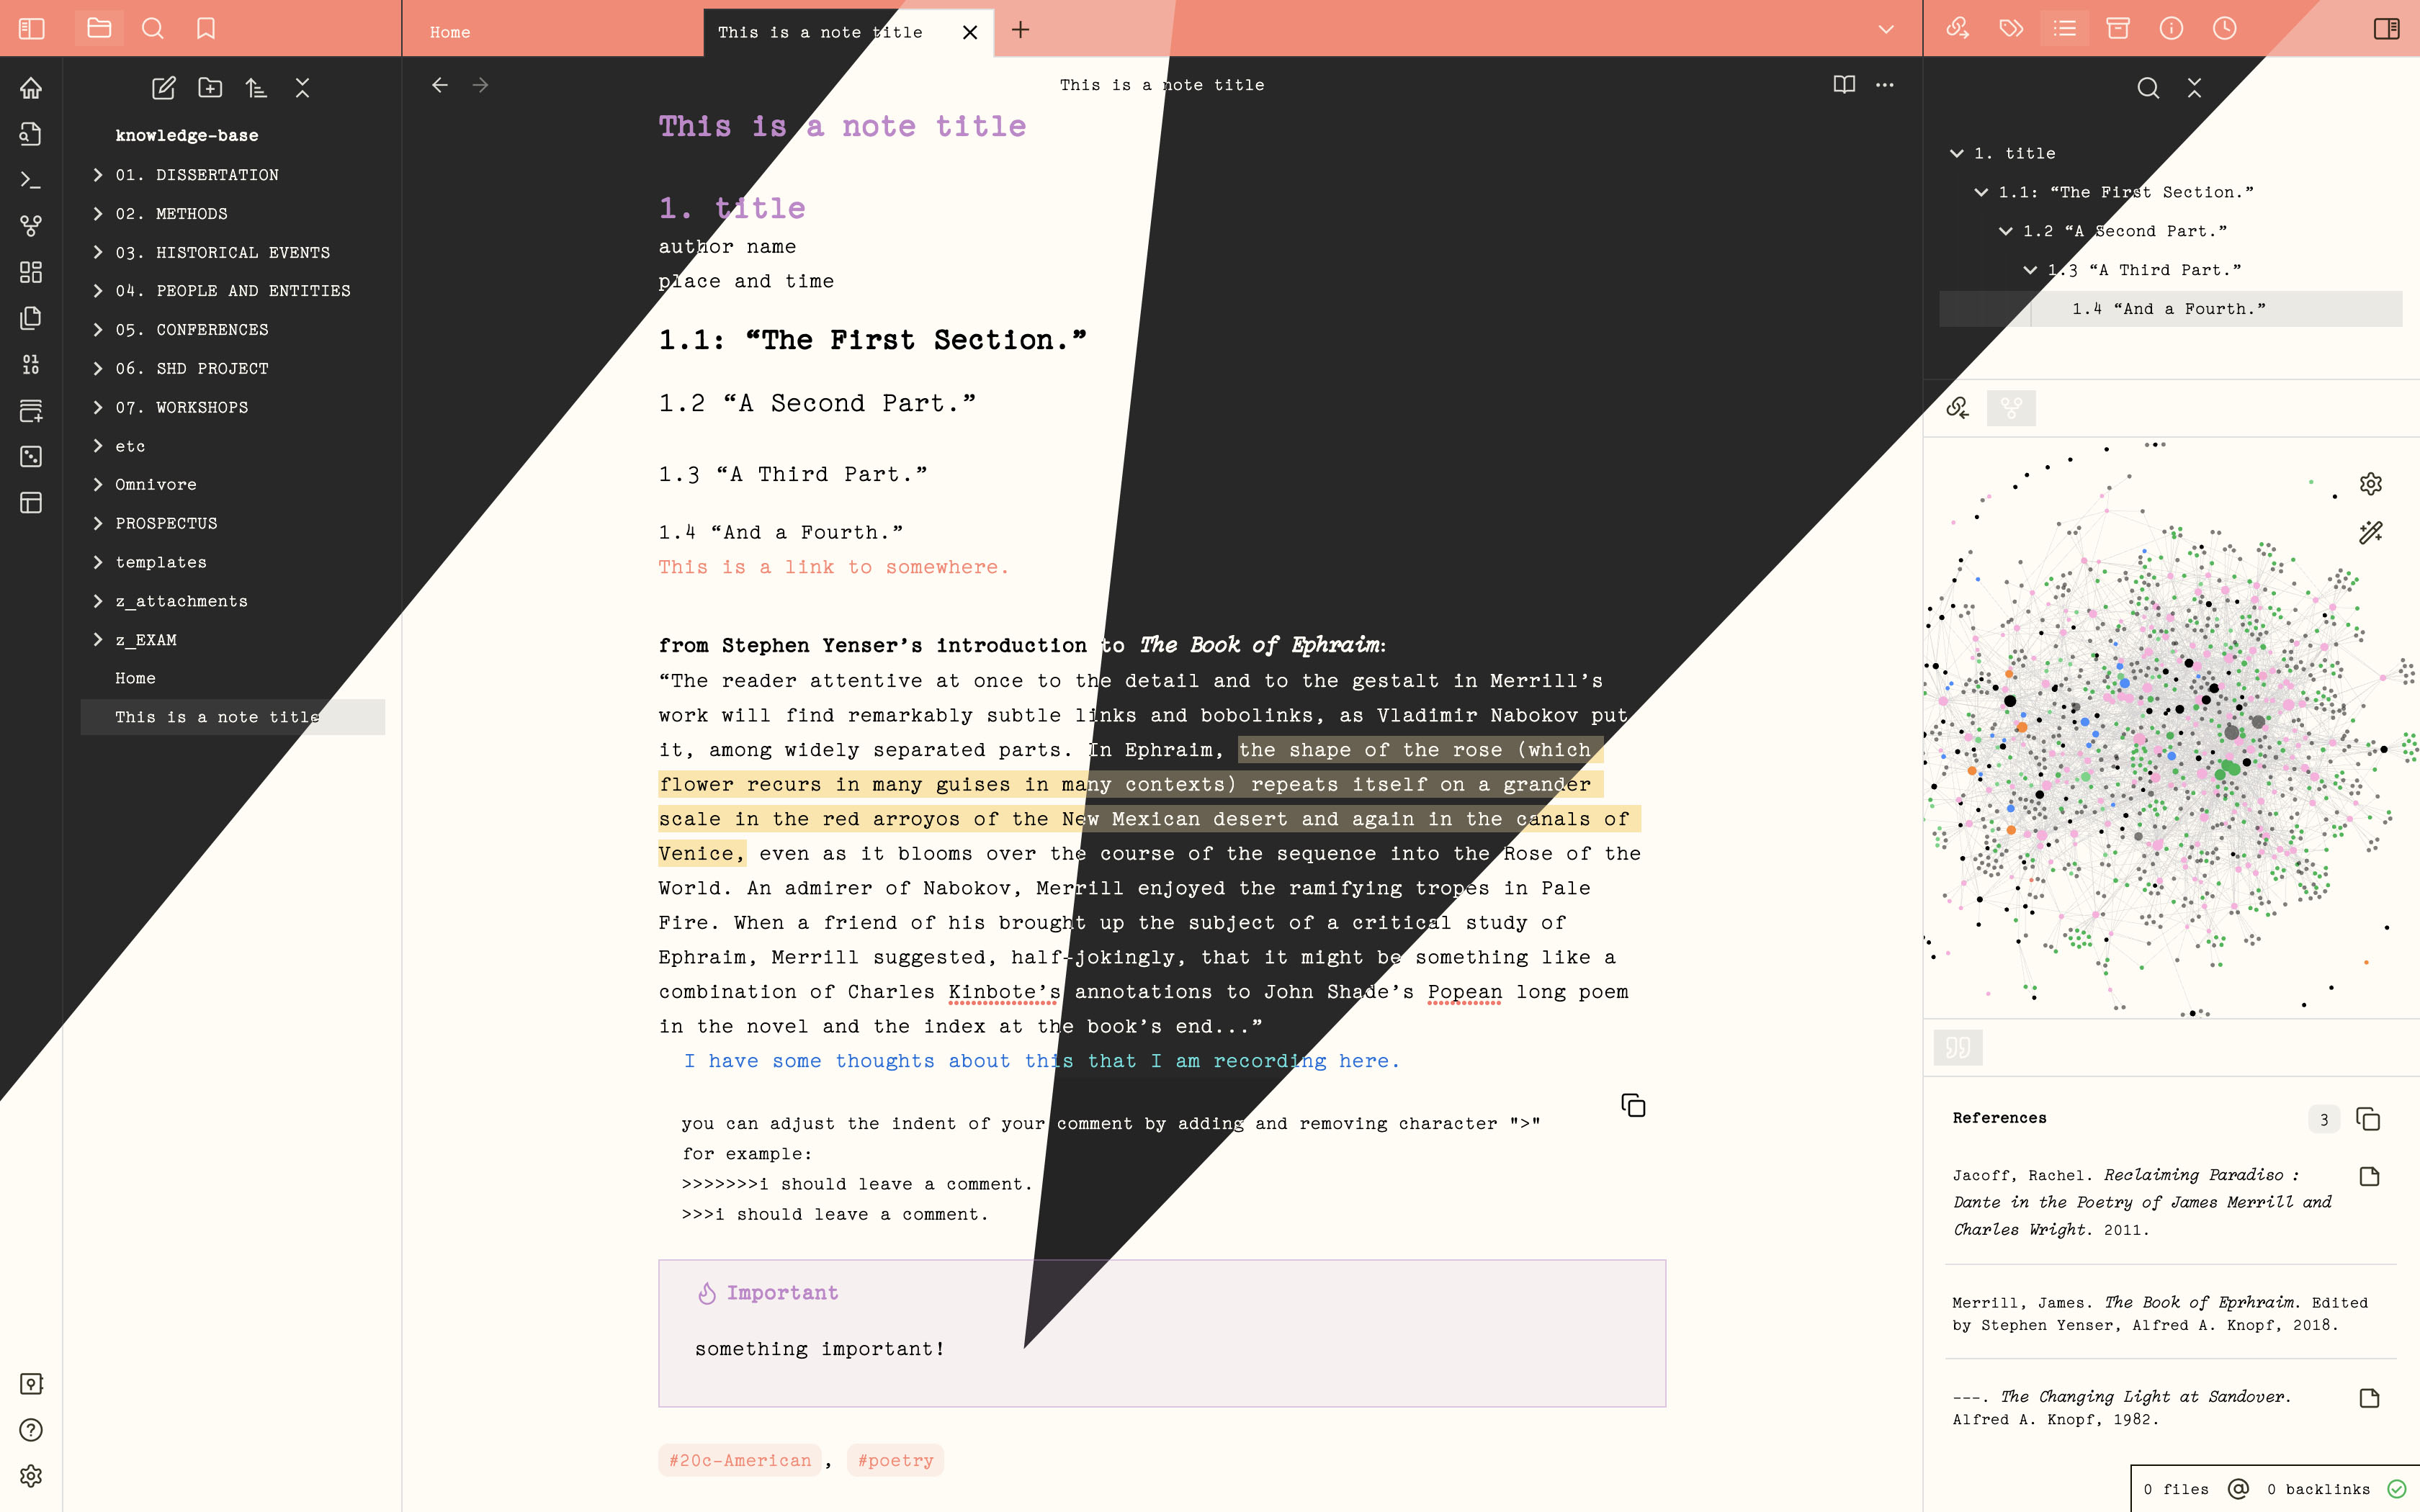 Home
This is a note title
This is a note title
knowledge-base
01. DISSERTATION
02. METHODS
03. HISTORICAL EVENTS
04. PEOPLE AND ENTITIES
05. CONFERENCES
06. SHD PROJECT
07. WORKSHOPS
etc
Omnivore
PROSPECTUS
templates
z_attachments
z_EXAM
Home
This is a note title
This is a note title
1. title
author name
place and time
1.1: “The First Section.”
1.2 “A Second Part.”
1.3 “A Third Part.”
1.4 “And a Fourth.”
This is a link to somewhere.
from Stephen Yenser’s introduction to The Book of Ephraim:
“The reader attentive at once to the detail and to the gestalt in Merrill’s
work will find remarkably subtle links and bobolinks, as Vladimir Nabokov put
it, among widely separated parts. In Ephraim, the shape of the rose (which
flower recurs in many guises in many contexts) repeats itself on a grander
scale in the red arroyos of the New Mexican desert and again in the canals of
Venice, even as it blooms over the course of the sequence into the Rose of the
World. An admirer of Nabokov, Merrill enjoyed the ramifying tropes in Pale
Fire. When a friend of his brought up the subject of a critical study of
Ephraim, Merrill suggested, half-jokingly, that it might be something like a
combination of Charles Kinbote’s annotations to John Shade’s Popean long poem
in the novel and the index at the book’s end...”
I have some thoughts about this that I am recording here.
you can adjust the indent of your comment by adding and removing character ">"
for example:
>>>>>>>i should leave a comment.
>>>i should leave a comment.
Important
something important!
#20c-American, #poetry
1. title
1.1: “The First Section.”
1.2 “A Second Part.”
1.3 “A Third Part.”
1.4 “And a Fourth.”
References
3
Jacoff, Rachel. Reclaiming Paradiso :
Dante in the Poetry of James Merrill and
Charles Wright. 2011.
Merrill, James. The Book of Eprhraim. Edited
by Stephen Yenser, Alfred A. Knopf, 2018.
---. The Changing Light at Sandover.
Alfred A. Knopf, 1982.
0 files
0 backlinks